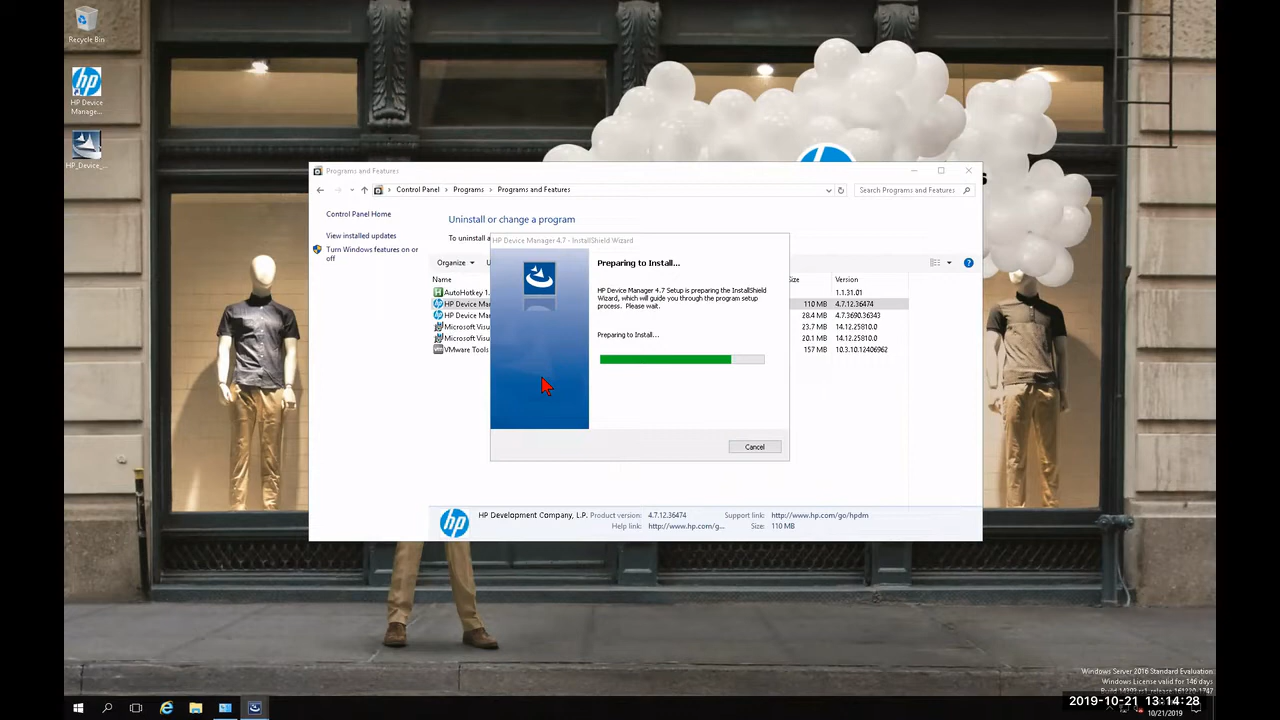 Recycle Bin
hp
HP Device
Manage...
HP_Device_...
Programs and Features
Control Panel
Programs
Programs and Features
Search Programs and Features
Control Panel Home
View installed updates
Turn Windows features on or
off
Uninstall or change a program
To uninstall a
Organize
U
Name
Size
Version
AutoHotkey 1.
1.1.31.01
HP Device Man
110 MB
4.7.12.36474
HP Device Man
28.4 MB
4.7.3690.36343
Microsoft Visu
23.7 MB
14.12.25810.0
Microsoft Visu
20.1 MB
14.12.25810.0
VMware Tools
157 MB
10.3.10.12406962
HP Device Manager 4.7 - InstallShield Wizard
Preparing to Install...
HP Device Manager 4.7 Setup is preparing the InstallShield
Wizard, which will guide you through the program setup
process. Please wait.
Preparing to Install...
Cancel
hp
HP Development Company, L.P.
Product version: 4.7.12.36474
Support link: http://www.hp.com/go/hpdm
Help link: http://www.hp.com/g...
Size: 110 MB
Windows Server 2016 Standard Evaluation
Windows License valid for 146 days
Build 14393.rs1_release.161220-1747
2019-10-21 13:14:28
10/21/2019